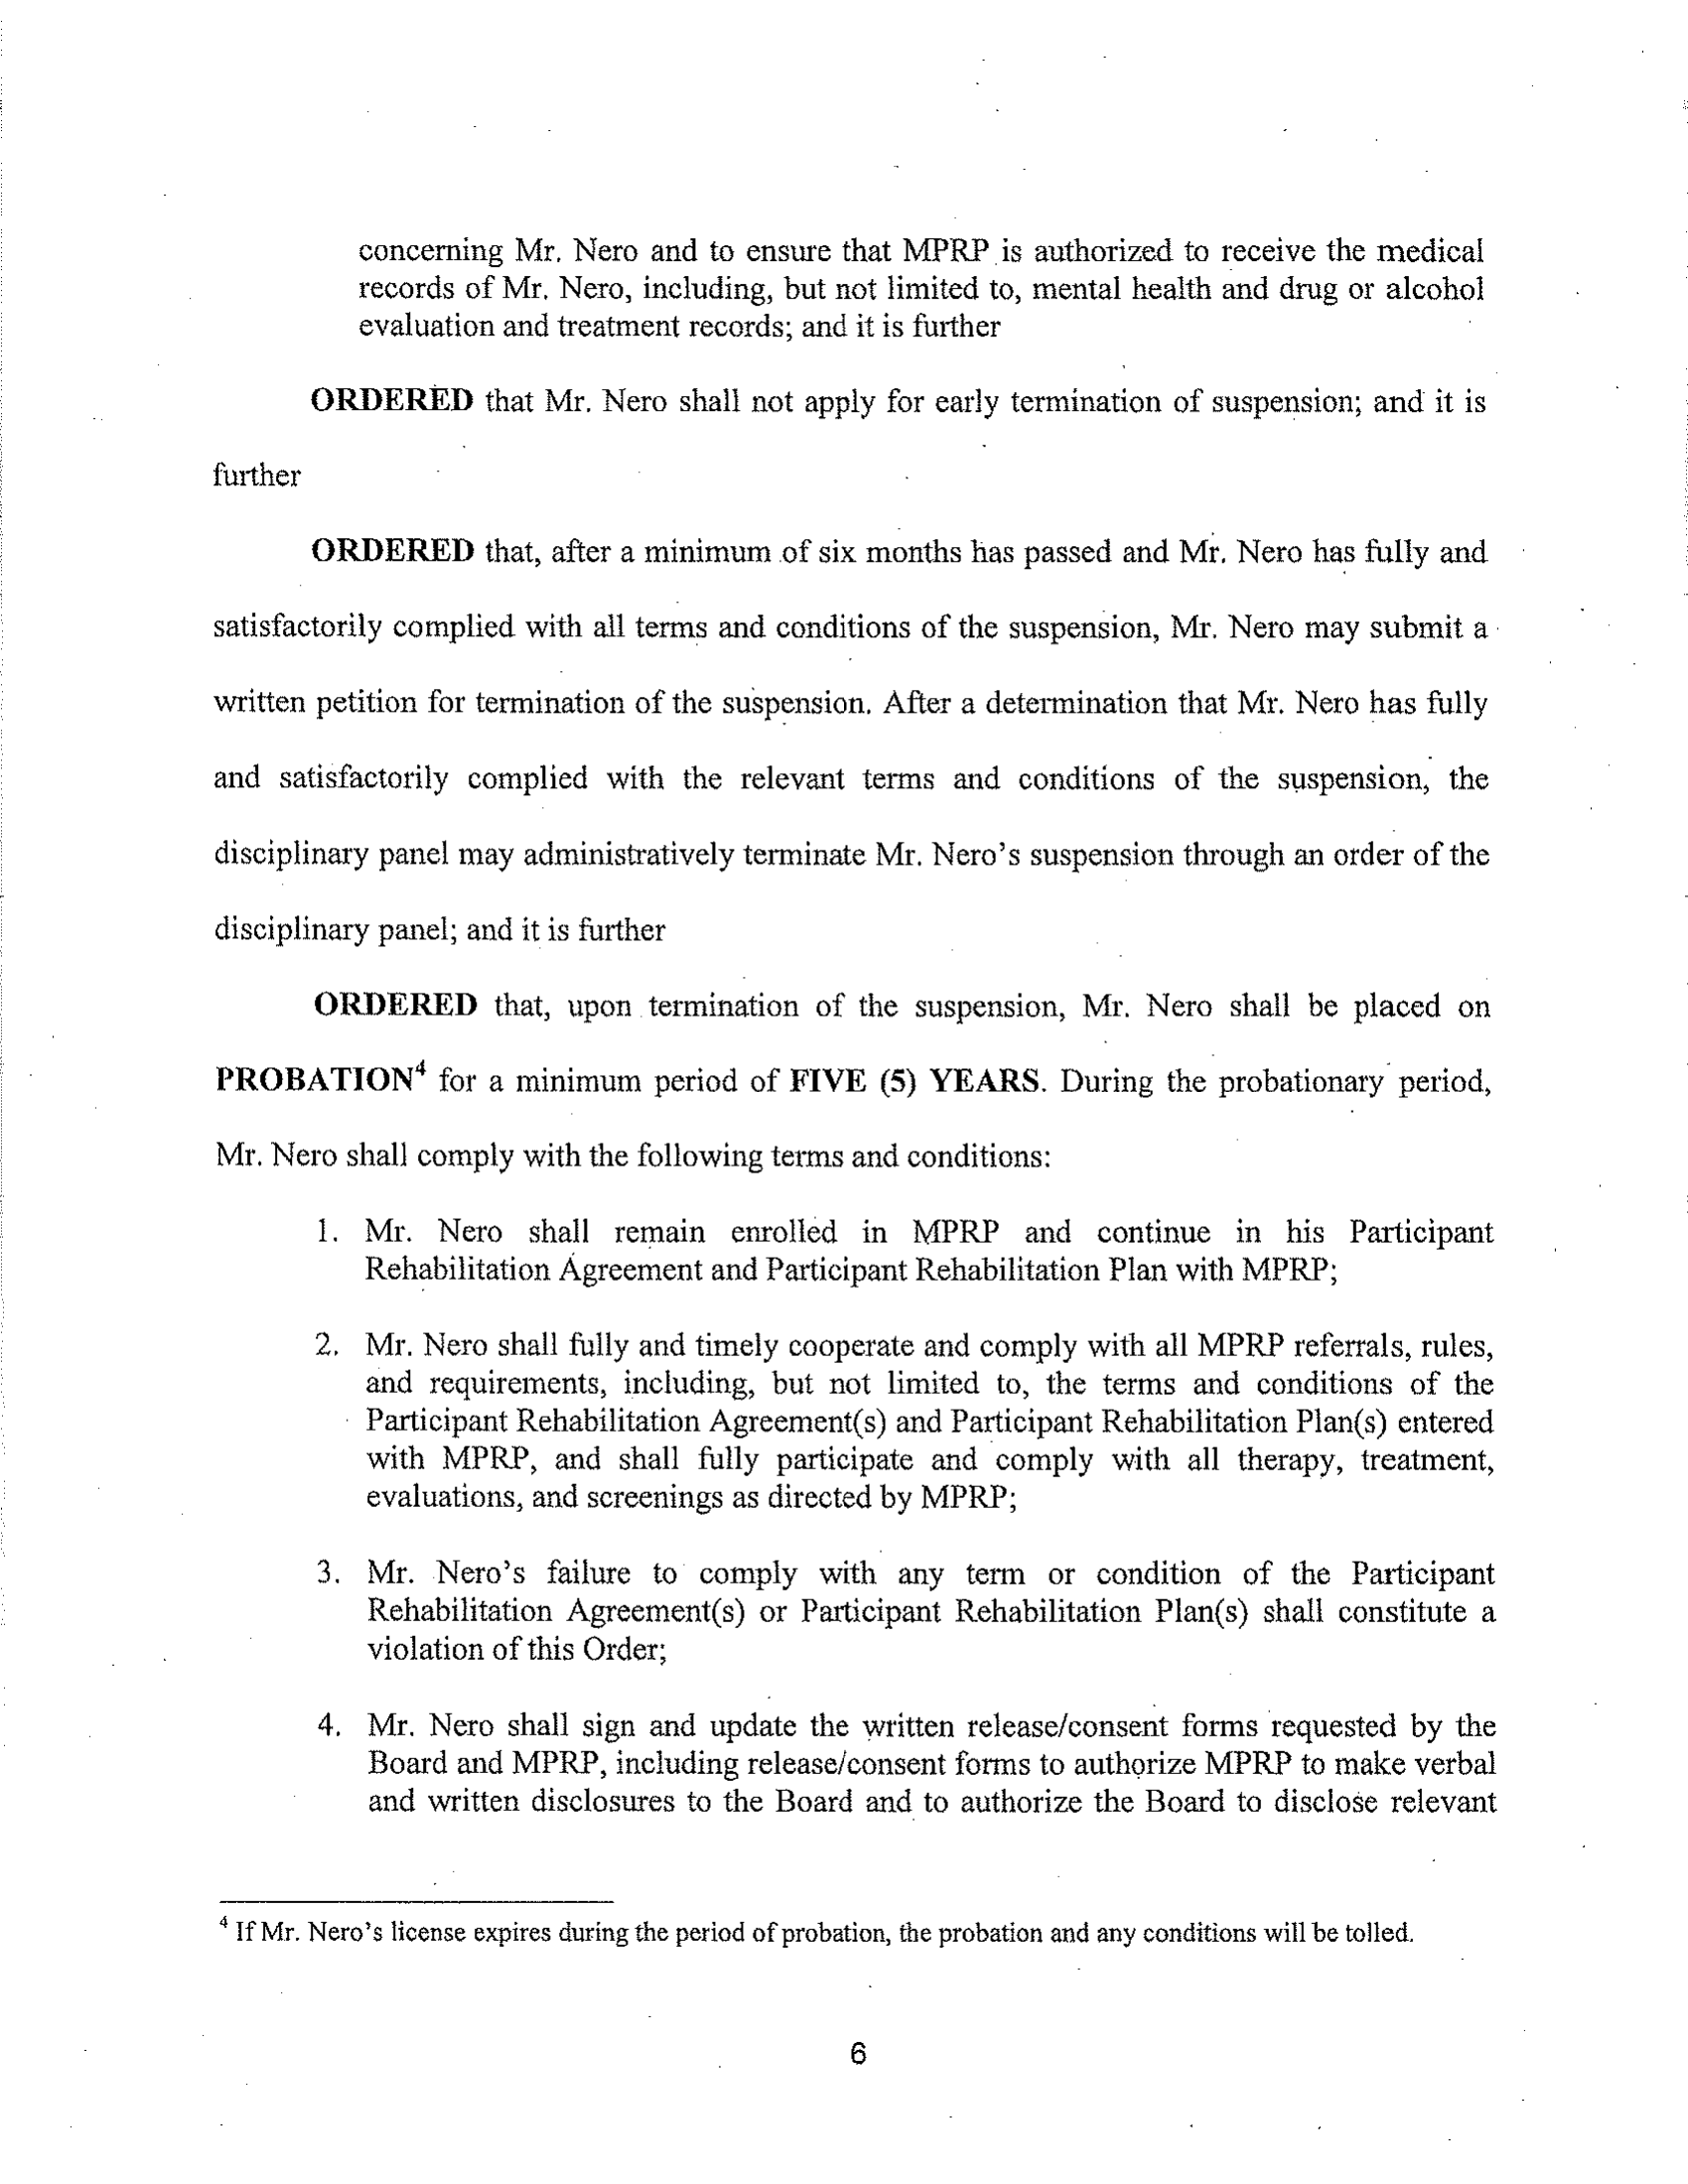 concerning Mr. Nero and to ensure that MPRP is authorized to receive the medical
records of Mr. Nero, including, but not limited to, mental health and drug or alcohol
evaluation and treatment records; and it is further
ORDERED that Mr. Nero shall not apply for early termination of suspension; and it is
further
ORDERED that, after a minimum of six months has passed and Mr. Nero has fully and
satisfactorily complied with all terms and conditions of the suspension, Mr. Nero may submit a
written petition for termination of the suspension. After a determination that Mr. Nero has fully
and satisfactorily complied with the relevant terms and conditions of the suspension, the
disciplinary panel may administratively terminate Mr. Nero's suspension through an order of the
disciplinary panel; and it is further
ORDERED that, upon termination of the suspension, Mr. Nero shall be placed on
PROBATION⁴ for a minimum period of FIVE (5) YEARS. During the probationary period,
Mr. Nero shall comply with the following terms and conditions:
1. Mr. Nero shall remain enrolled in MPRP and continue in his Participant
Rehabilitation Agreement and Participant Rehabilitation Plan with MPRP;
2. Mr. Nero shall fully and timely cooperate and comply with all MPRP referrals, rules,
and requirements, including, but not limited to, the terms and conditions of the
Participant Rehabilitation Agreement(s) and Participant Rehabilitation Plan(s) entered
with MPRP, and shall fully participate and comply with all therapy, treatment,
evaluations, and screenings as directed by MPRP;
3. Mr. Nero's failure to comply with any term or condition of the Participant
Rehabilitation Agreement(s) or Participant Rehabilitation Plan(s) shall constitute a
violation of this Order;
4. Mr. Nero shall sign and update the written release/consent forms requested by the
Board and MPRP, including release/consent forms to authorize MPRP to make verbal
and written disclosures to the Board and to authorize the Board to disclose relevant
⁴ If Mr. Nero's license expires during the period of probation, the probation and any conditions will be tolled.
6